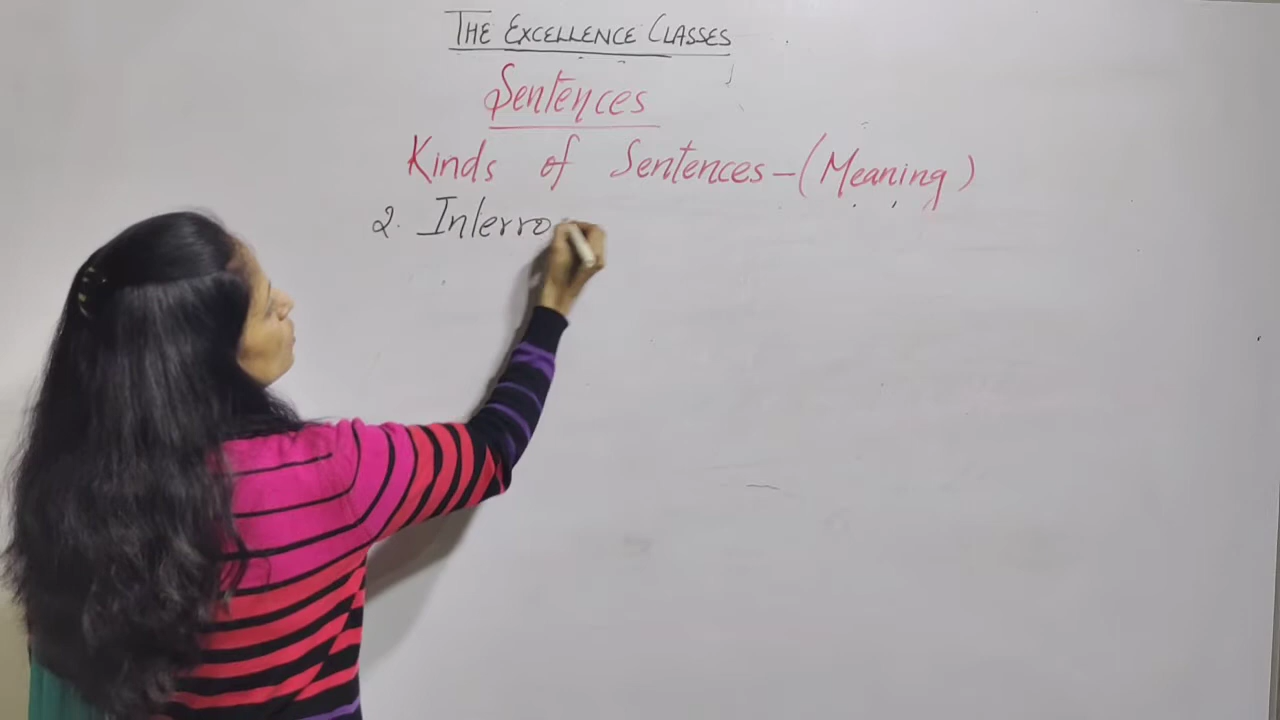 THE EXCELLENCE CLASSES
Sentences
Kinds of Sentences - (Meaning)
2. Interro